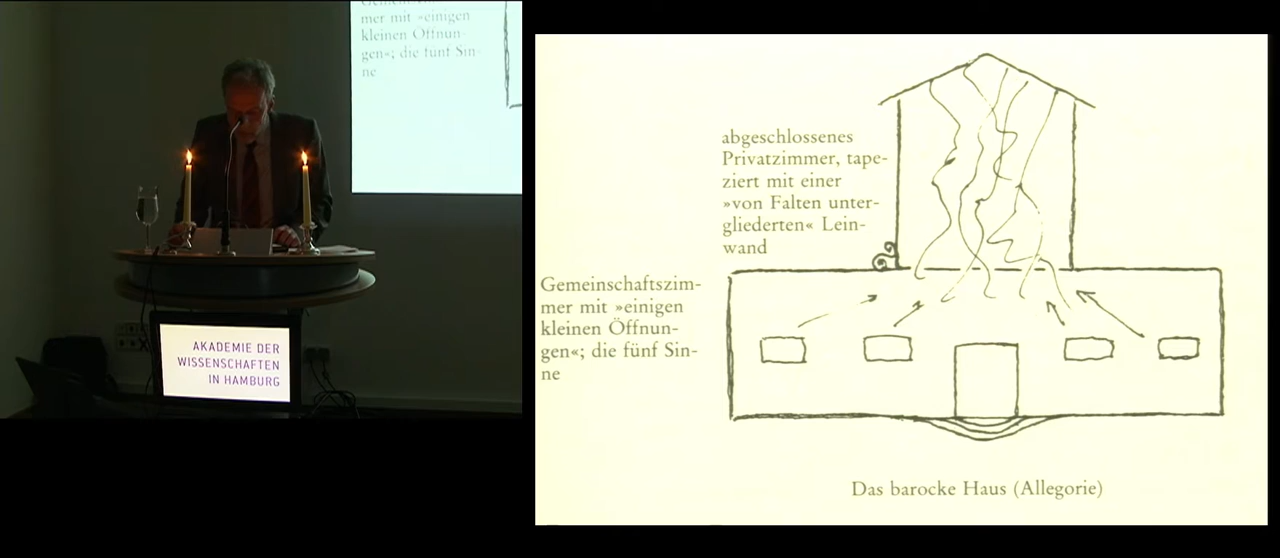 mer mit »einigen
kleinen Öffnun-
gen«; die fünf Sin-
ne
AKADEMIE DER
WISSENSCHAFTEN
IN HAMBURG
abgeschlossenes
Privatzimmer, tape-
ziert mit einer
»von Falten unter-
gliederten« Lein-
wand
Gemeinschaftszim-
mer mit »einigen
kleinen Öffnun-
gen«; die fünf Sin-
ne
Das barocke Haus (Allegorie)